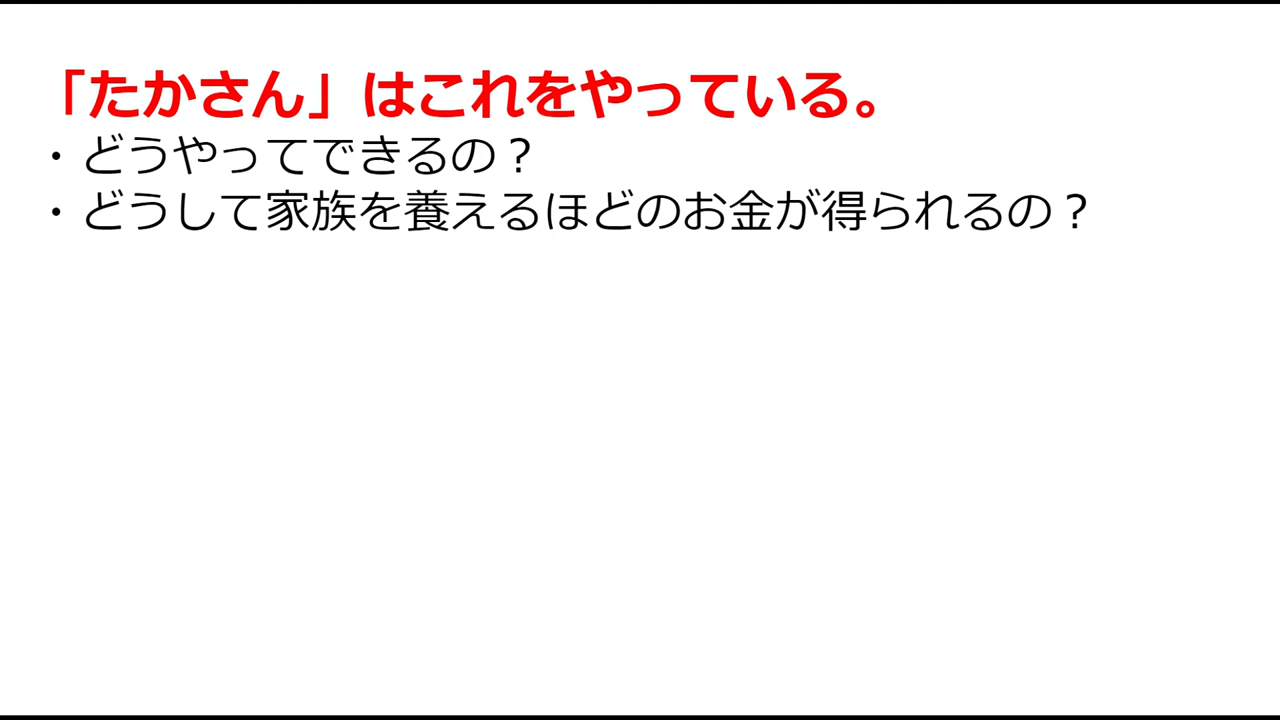 「たかさん」はこれをやっている。
・どうやってできるの？
・どうして家族を養えるほどのお金が得られるの？